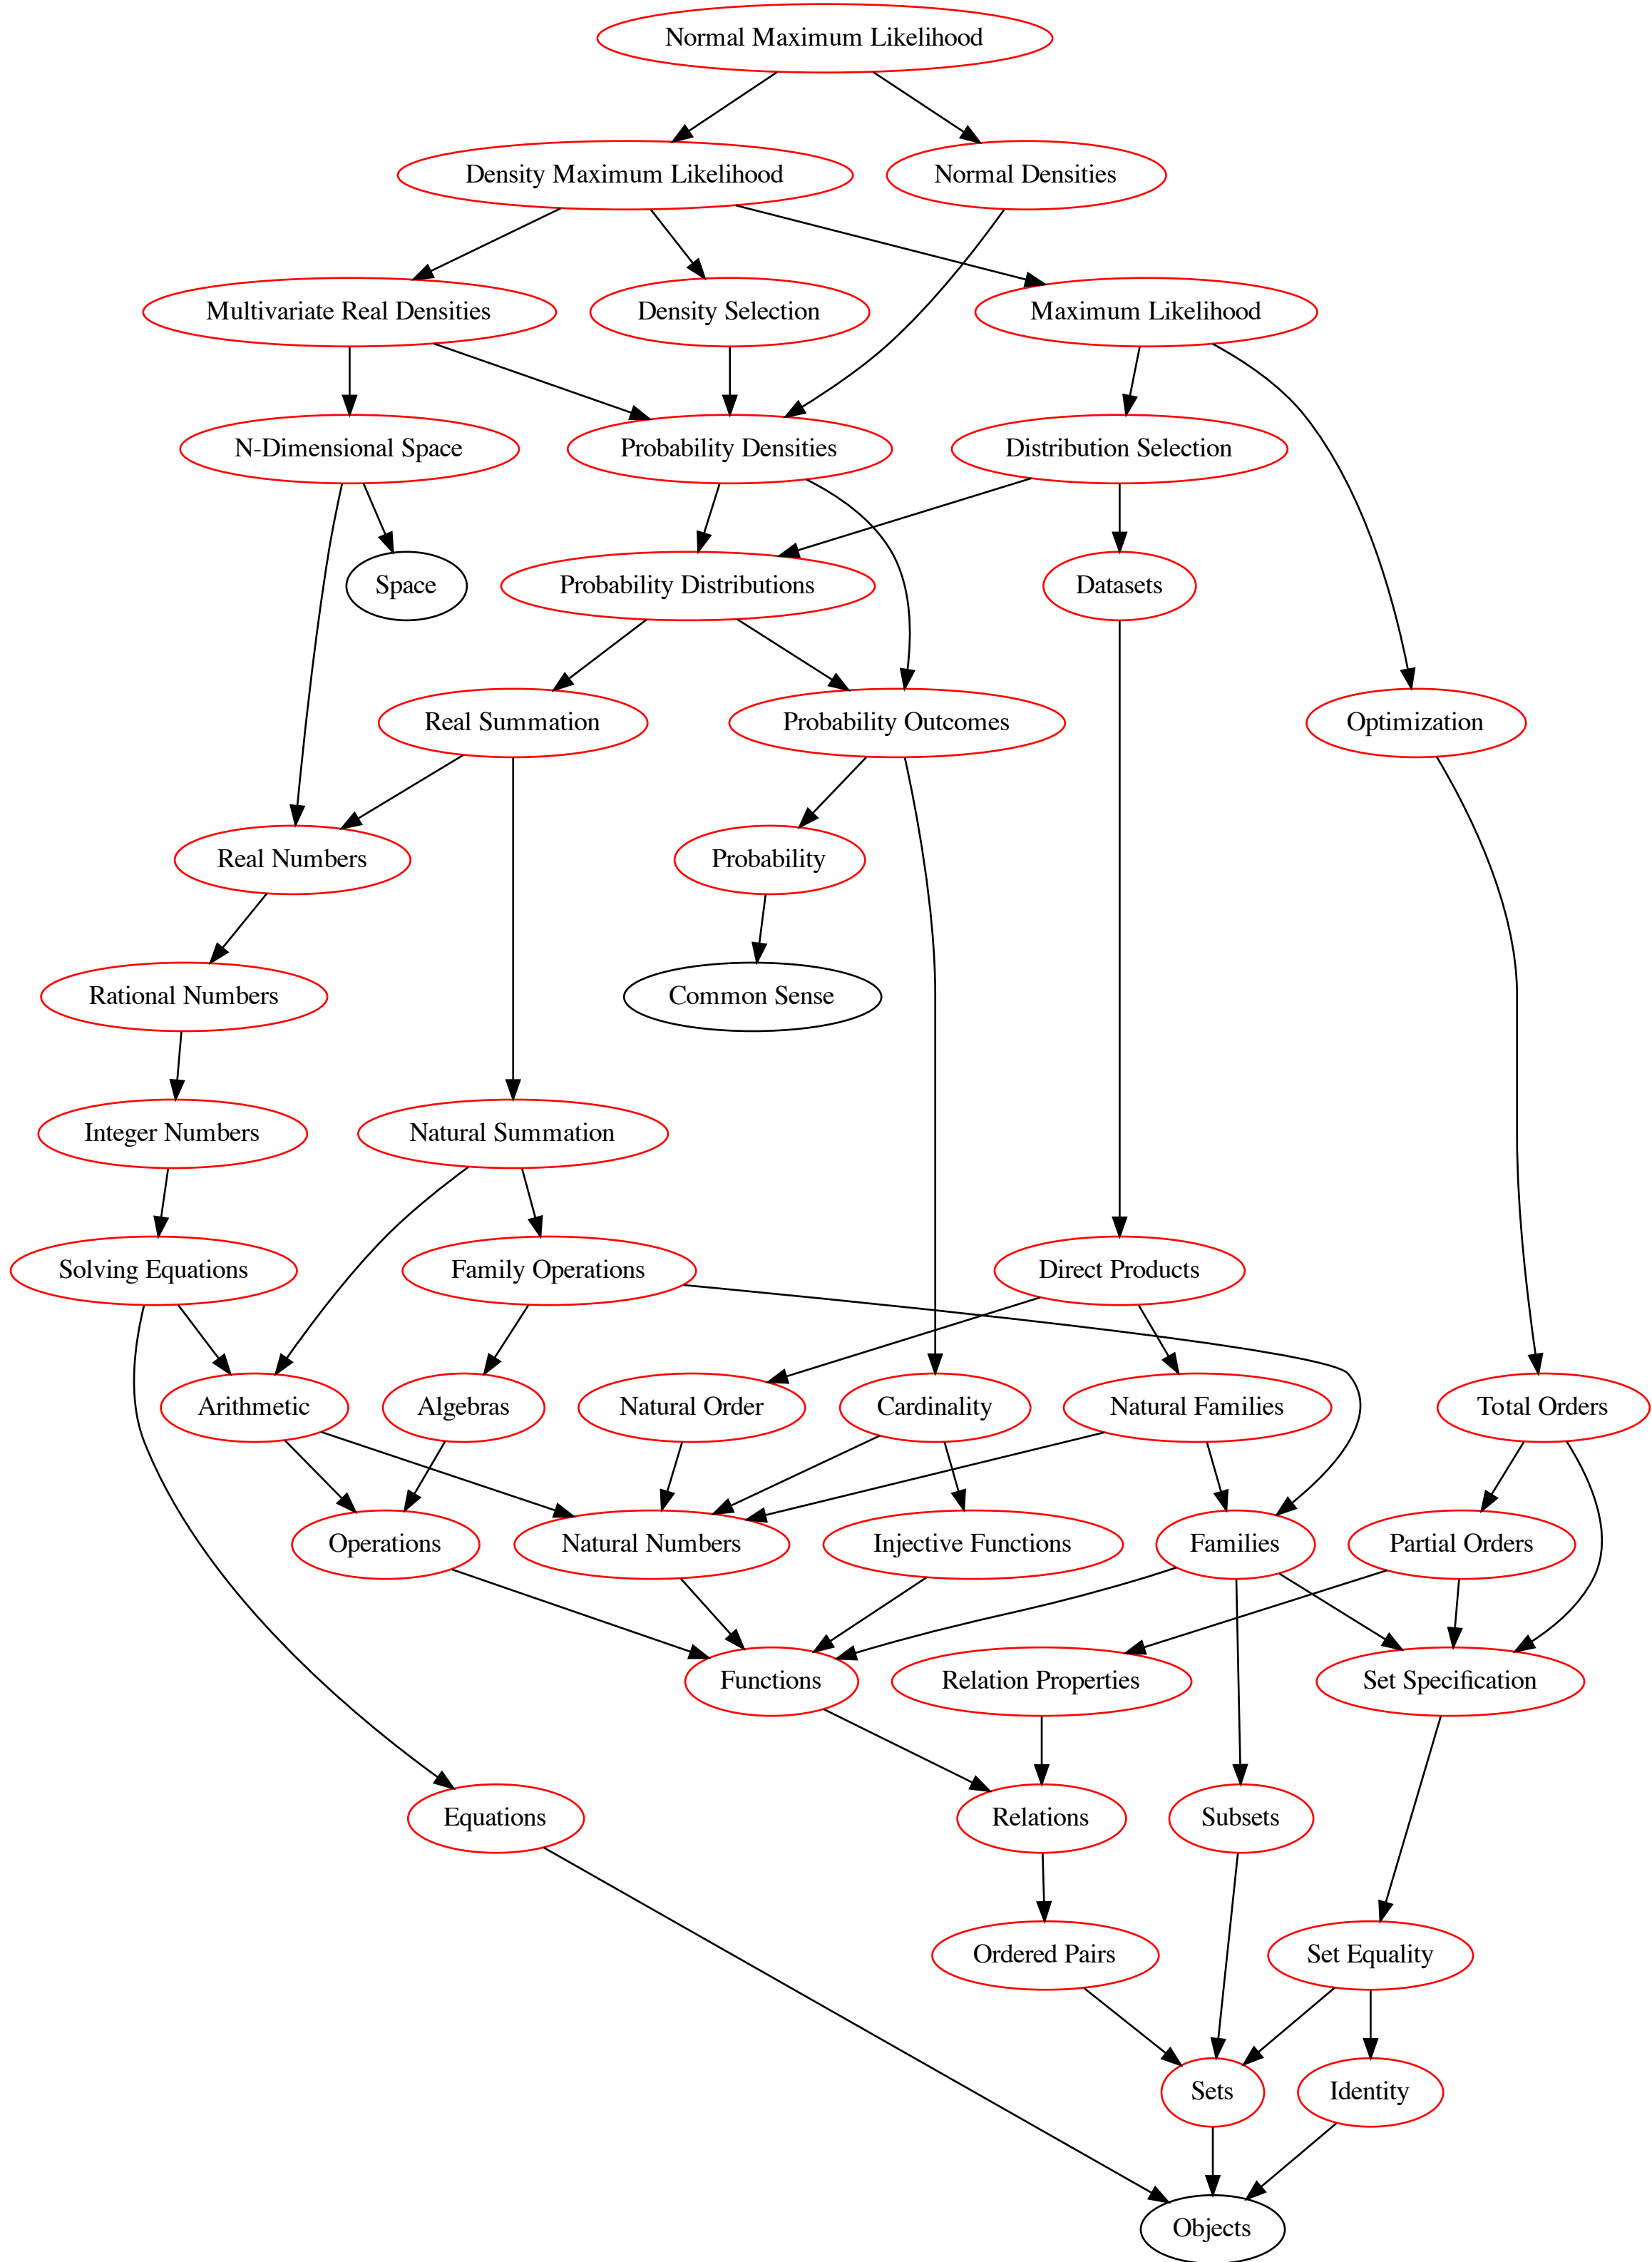 Normal Maximum Likelihood
Density Maximum Likelihood
Normal Densities
Multivariate Real Densities
Density Selection
Maximum Likelihood
N-Dimensional Space
Probability Densities
Distribution Selection
Space
Probability Distributions
Datasets
Real Summation
Probability Outcomes
Optimization
Real Numbers
Probability
Rational Numbers
Common Sense
Integer Numbers
Natural Summation
Solving Equations
Family Operations
Direct Products
Arithmetic
Algebras
Natural Order
Cardinality
Natural Families
Total Orders
Operations
Natural Numbers
Injective Functions
Families
Partial Orders
Functions
Relation Properties
Set Specification
Equations
Relations
Subsets
Ordered Pairs
Set Equality
Sets
Identity
Objects